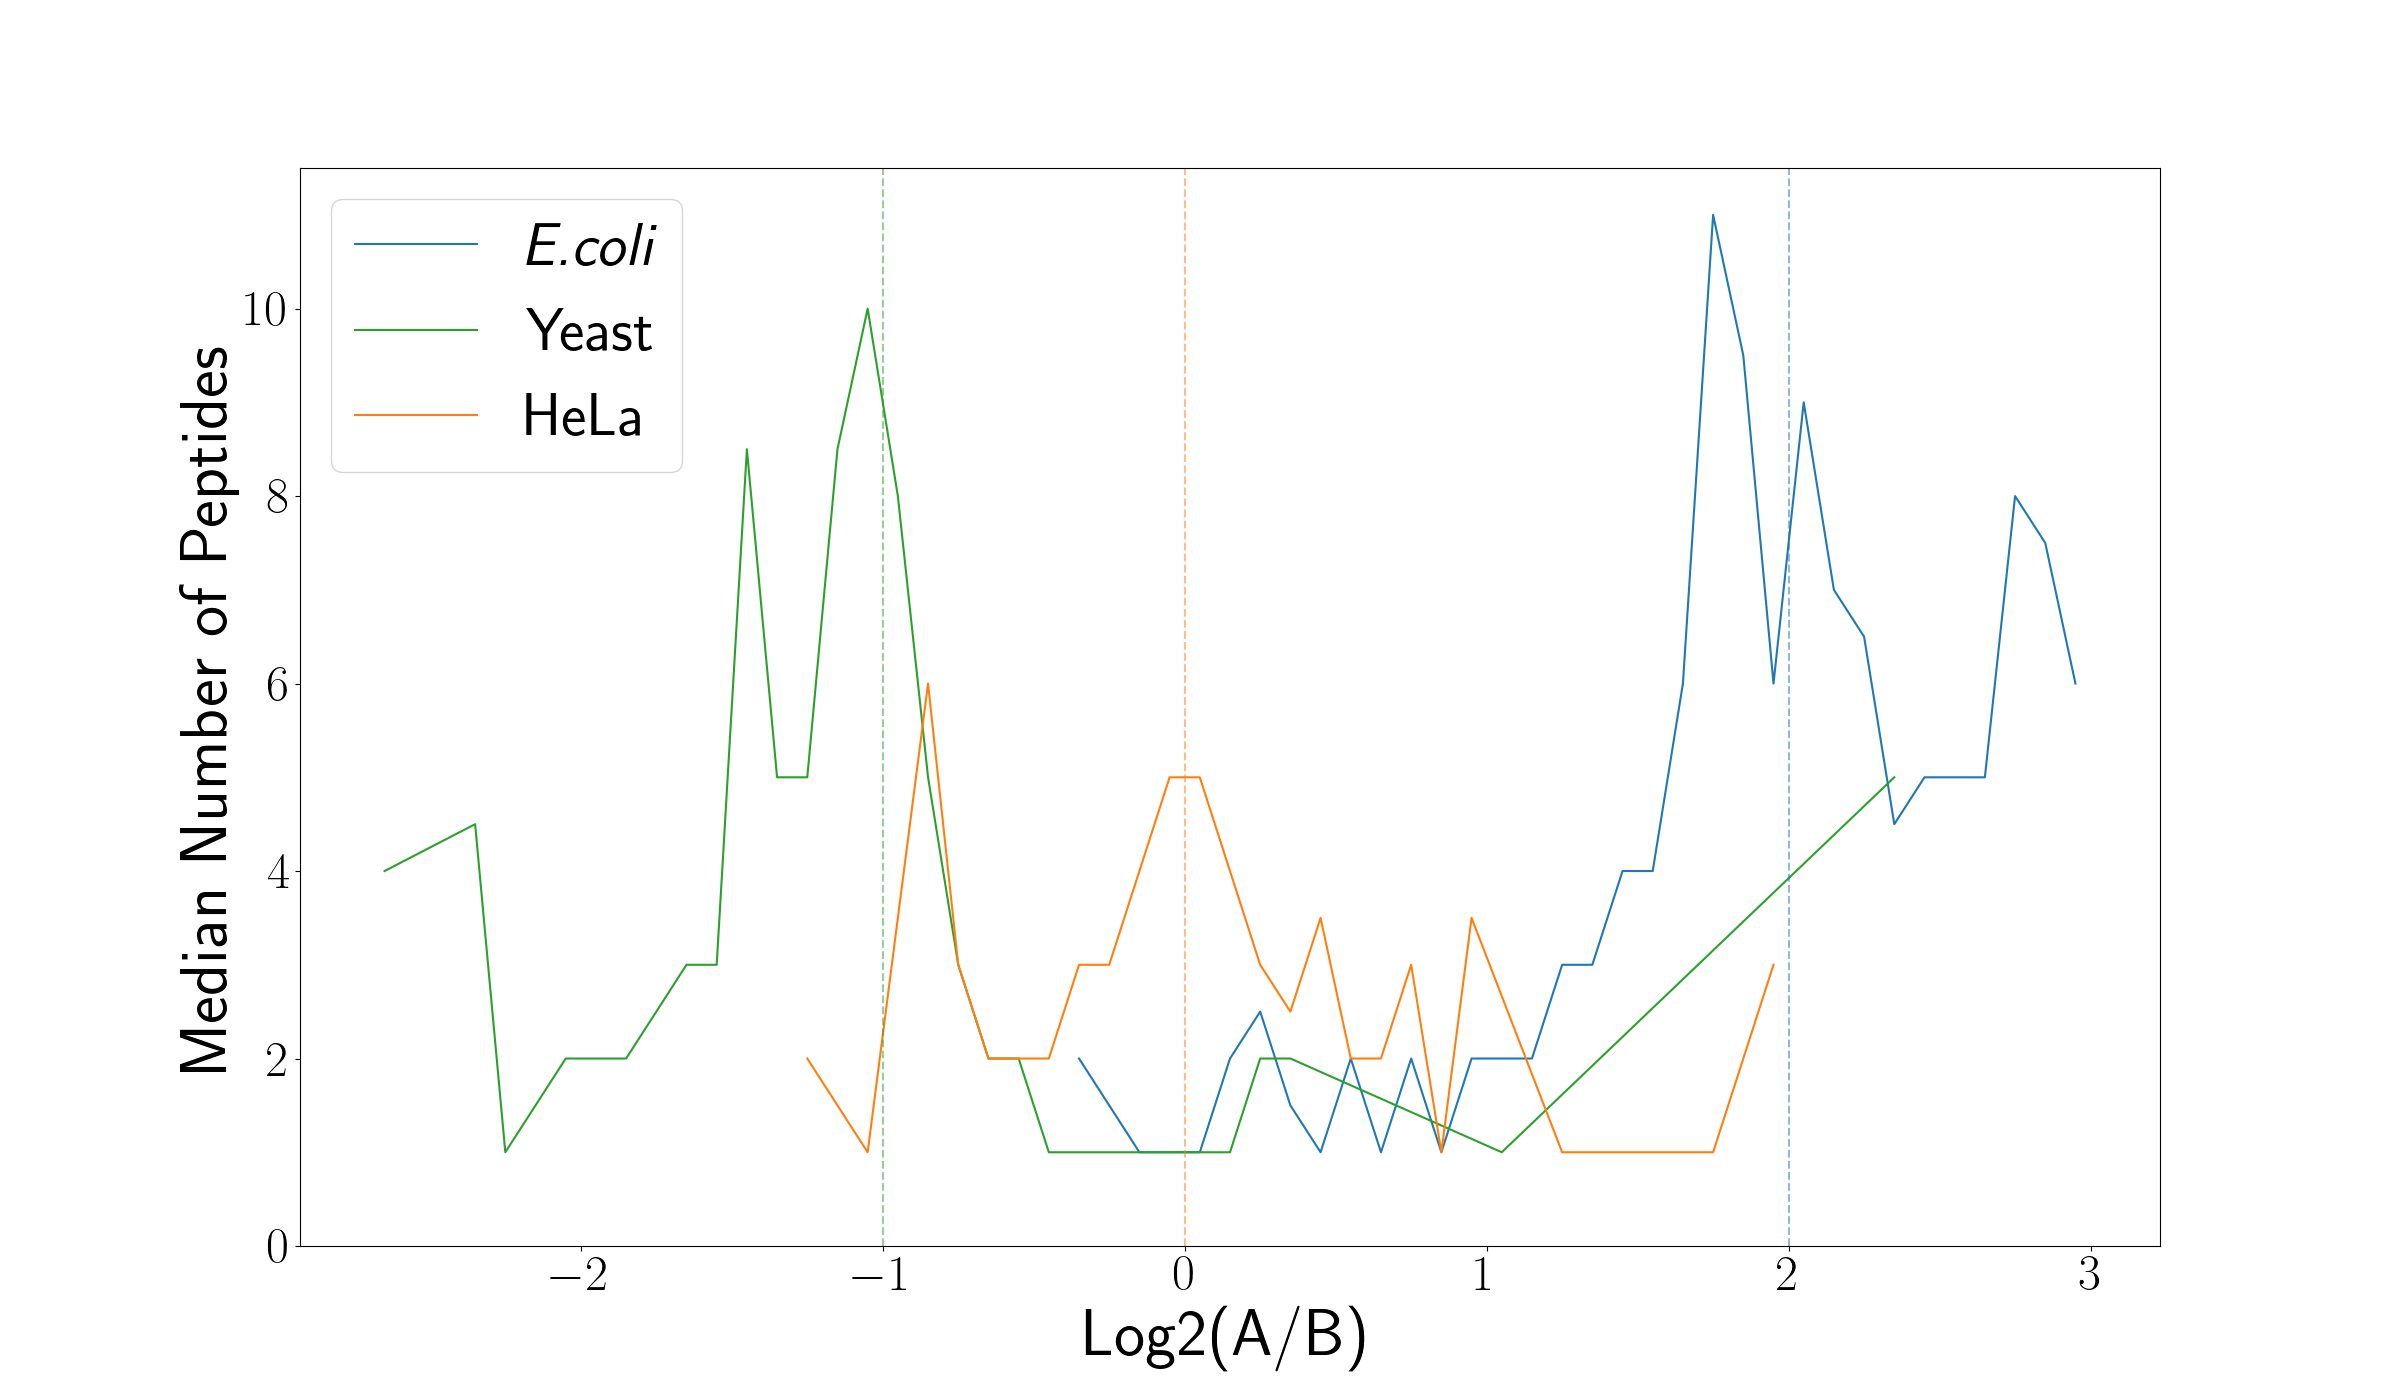 E.coli
Yeast
HeLa
10
8
6
4
2
0
Median Number of Peptides
−2 −1 0 1 2 3
Log2(A/B)